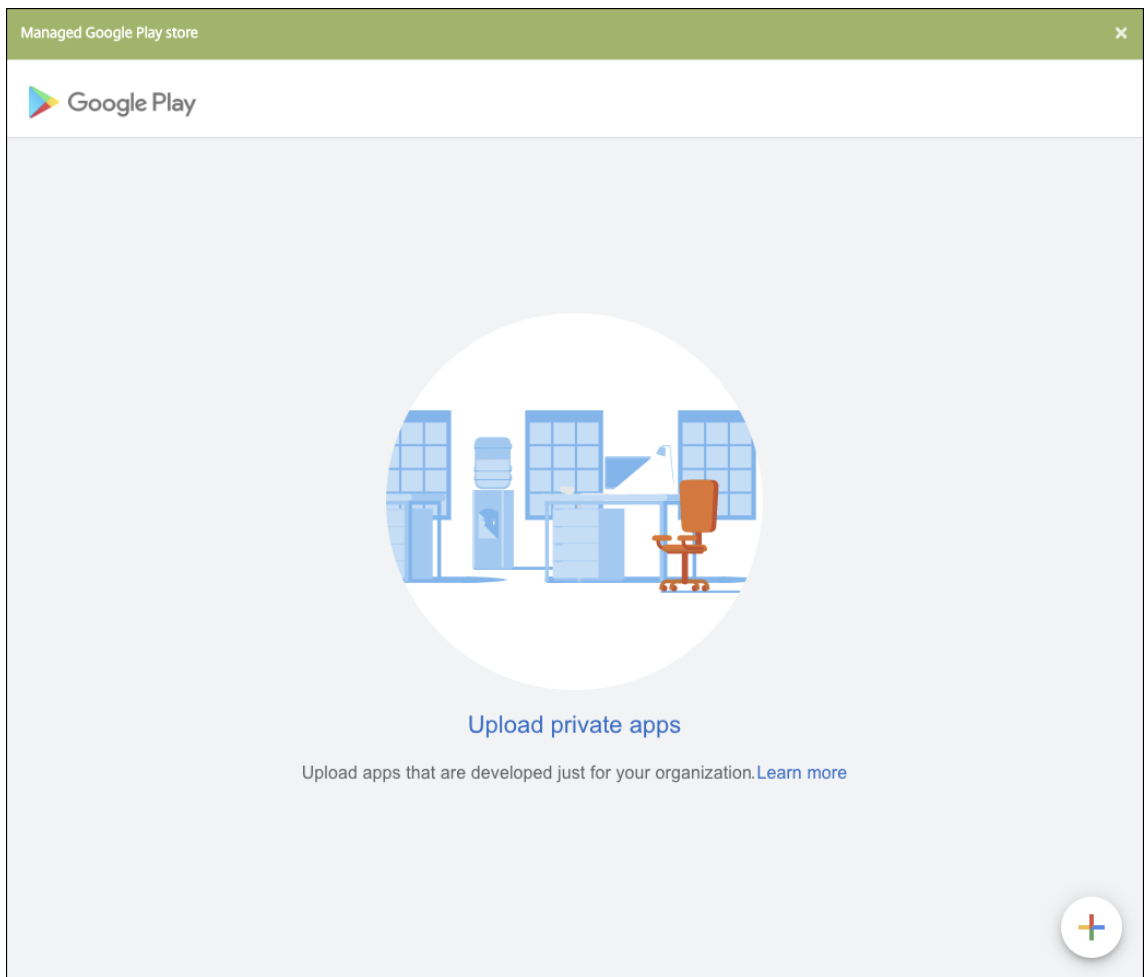 Managed Google Play store
Google Play
Upload private apps
Upload apps that are developed just for your organization. Learn more